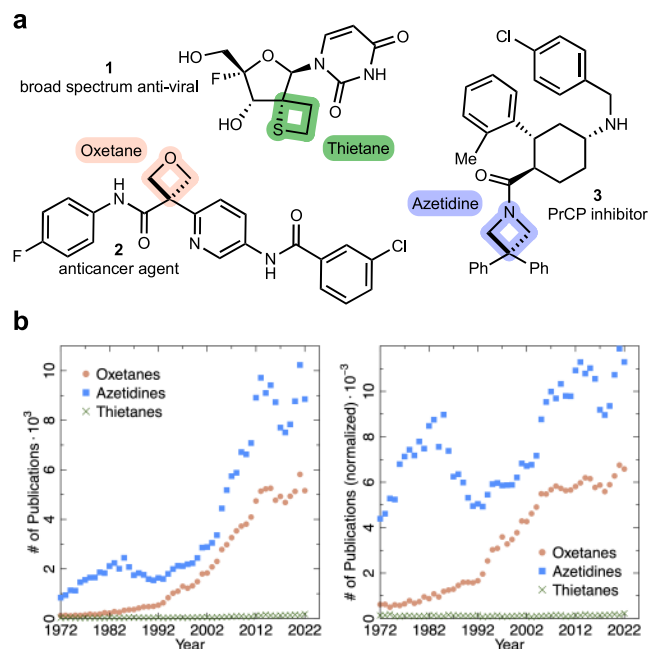 a
1
broad spectrum anti-viral
HO
O
F
HO
S
N
O
NH
O
Thietane
Oxetane
O
H
N
O
F
2
anticancer agent
N
N
H
O
Cl
Cl
Me
NH
O
N
Azetidine
3
PrCP inhibitor
Ph
Ph
b
# of Publications · 10³
10
8
6
4
2
0
Oxetanes
Azetidines
Thietanes
1972
1982
1992
2002
2012
2022
Year
# of Publications (normalized) · 10⁻³
10
8
6
4
2
0
Oxetanes
Azetidines
Thietanes
1972
1982
1992
2002
2012
2022
Year